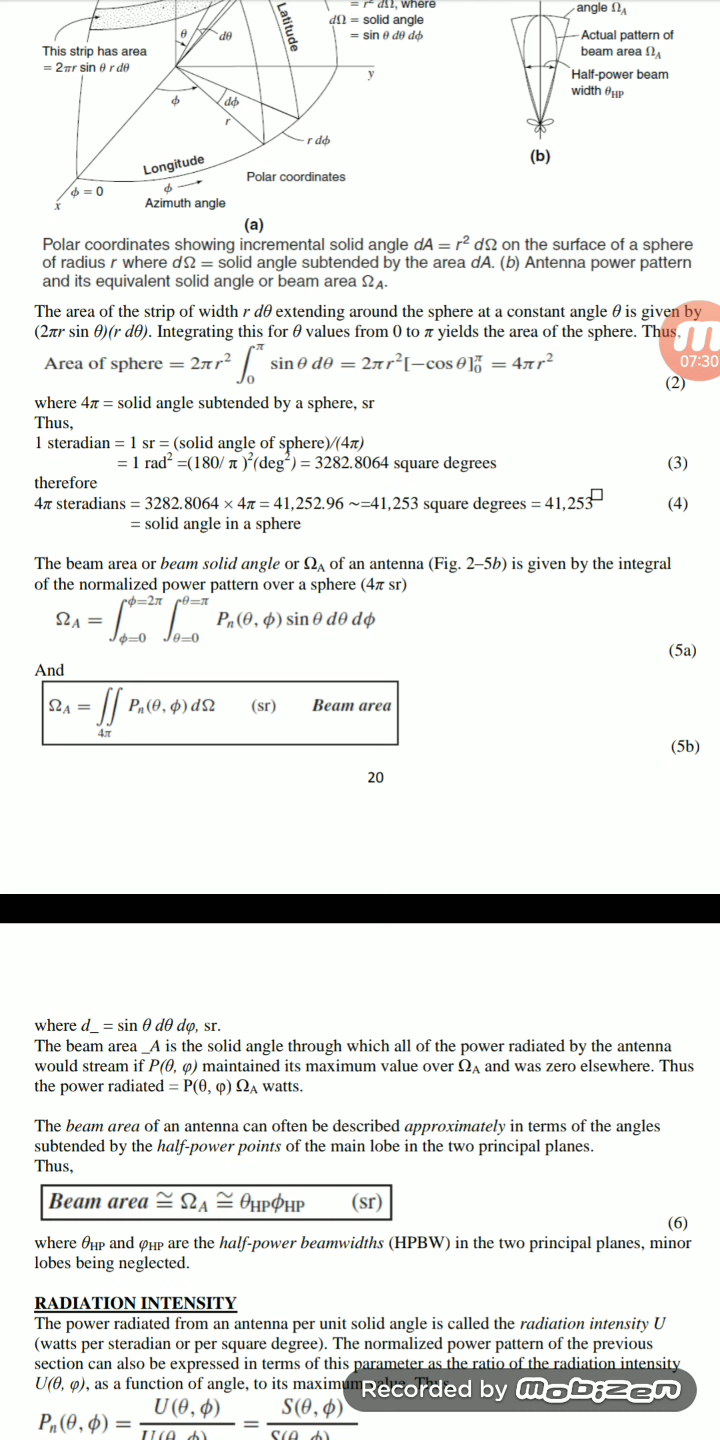 = r² dΩ, where
dΩ = solid angle
= sin θ dθ dϕ
angle Ω_A
Actual pattern of
beam area Ω_A
Half-power beam
width θ_HP
(b)
Latitude
θ
dθ
This strip has area
= 2πr sin θ r dθ
y
ϕ
dϕ
r
r dϕ
Longitude
ϕ
Polar coordinates
ϕ = 0
x
Azimuth angle
(a)
Polar coordinates showing incremental solid angle dA = r² dΩ on the surface of a sphere
of radius r where dΩ = solid angle subtended by the area dA. (b) Antenna power pattern
and its equivalent solid angle or beam area Ω_A.
The area of the strip of width r dθ extending around the sphere at a constant angle θ is given by
(2πr sin θ)(r dθ). Integrating this for θ values from 0 to π yields the area of the sphere. Thus,
07:30
Area of sphere = 2πr² ∫₀^π sin θ dθ = 2πr²[−cos θ]₀^π = 4πr²
(2)
where 4π = solid angle subtended by a sphere, sr
Thus,
1 steradian = 1 sr = (solid angle of sphere)/(4π)
= 1 rad² =(180/ π )²(deg²) = 3282.8064 square degrees (3)
therefore
4π steradians = 3282.8064 × 4π = 41,252.96 ~=41,253 square degrees = 41,253□ (4)
= solid angle in a sphere
The beam area or beam solid angle or Ω_A of an antenna (Fig. 2–5b) is given by the integral
of the normalized power pattern over a sphere (4π sr)
Ω_A = ∫_{ϕ=0}^{ϕ=2π} ∫_{θ=0}^{θ=π} P_n(θ, ϕ) sin θ dθ dϕ
(5a)
And
Ω_A = ∬_{4π} P_n(θ, ϕ) dΩ (sr) Beam area
(5b)
20
where d_ = sin θ dθ dφ, sr.
The beam area _A is the solid angle through which all of the power radiated by the antenna
would stream if P(θ, φ) maintained its maximum value over Ω_A and was zero elsewhere. Thus
the power radiated = P(θ, φ) Ω_A watts.
The beam area of an antenna can often be described approximately in terms of the angles
subtended by the half-power points of the main lobe in the two principal planes.
Thus,
Beam area ≅ Ω_A ≅ θ_HPϕ_HP (sr)
(6)
where θ_HP and φ_HP are the half-power beamwidths (HPBW) in the two principal planes, minor
lobes being neglected.
RADIATION INTENSITY
The power radiated from an antenna per unit solid angle is called the radiation intensity U
(watts per steradian or per square degree). The normalized power pattern of the previous
section can also be expressed in terms of this parameter as the ratio of the radiation intensity
U(θ, φ), as a function of angle, to its maximum
Recorded by mobizen
P_n(θ, ϕ) = U(θ, ϕ) / U(θ, ϕ) = S(θ, ϕ) / S(θ, ϕ)